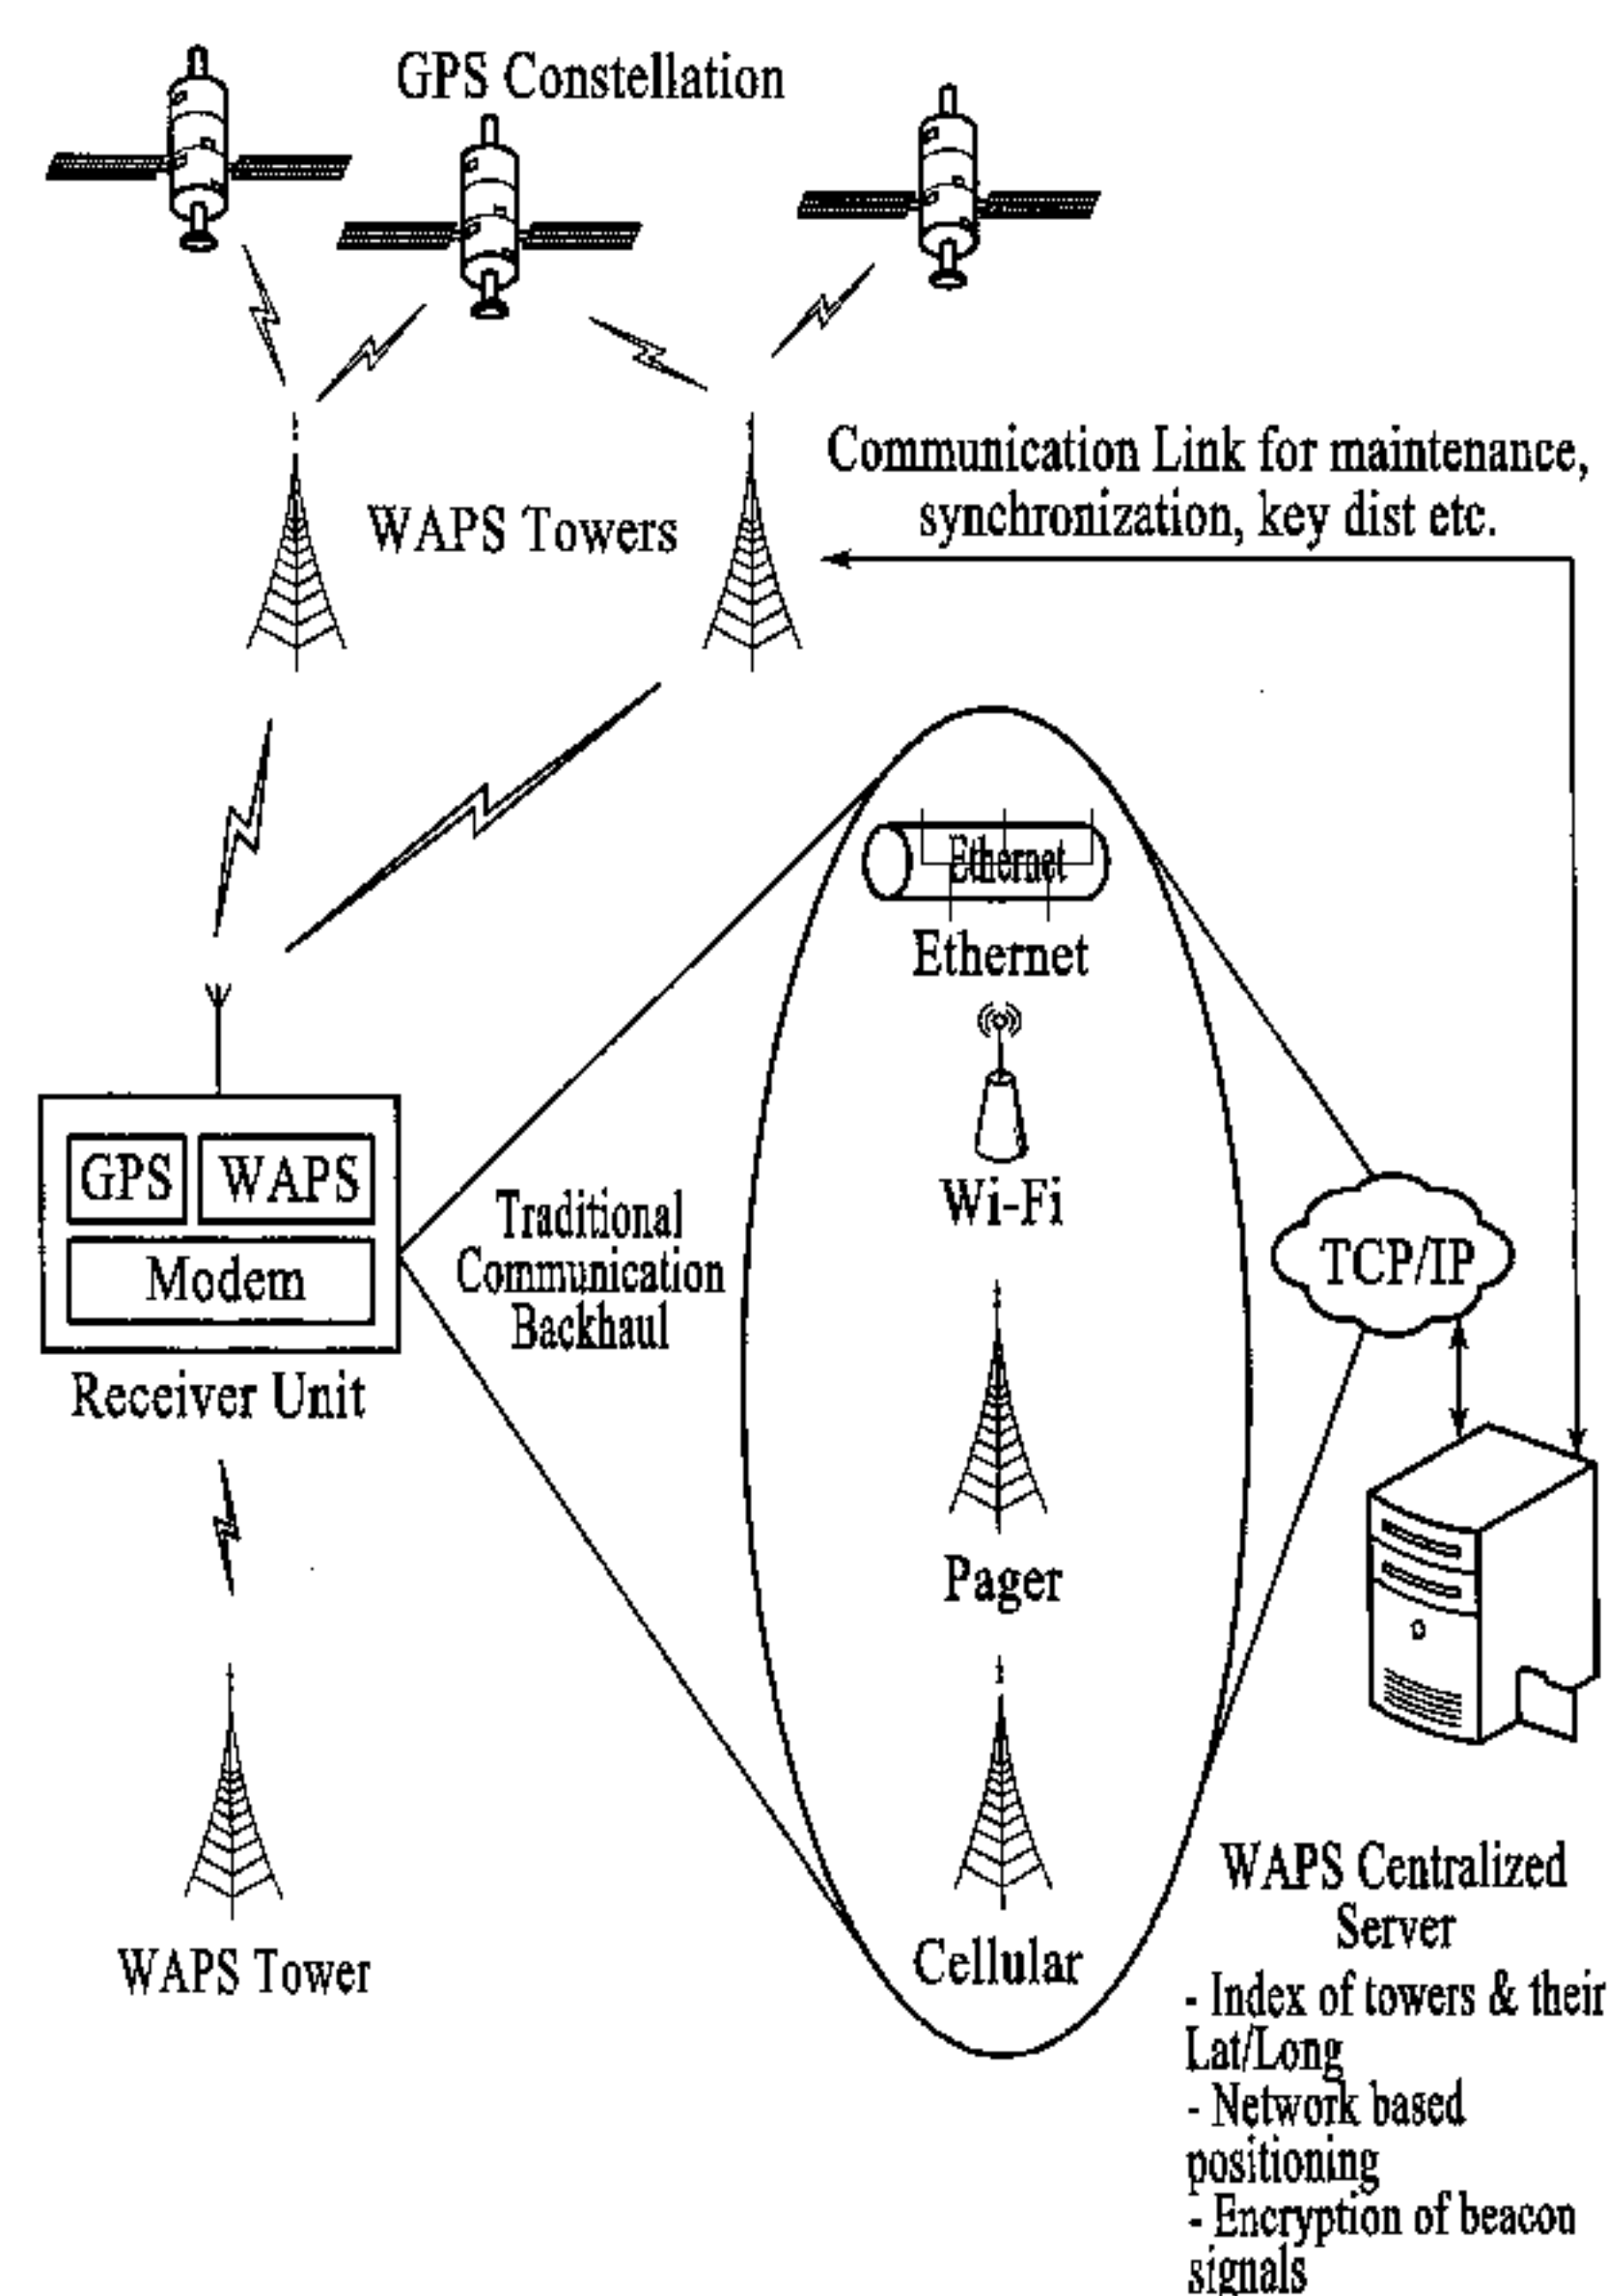 GPS Constellation
Communication Link for maintenance,
synchronization, key dist etc.
WAPS Towers
Ethernet
Ethernet
Wi-Fi
GPS
WAPS
Modem
Receiver Unit
Traditional
Communication
Backhaul
TCP/IP
Pager
Cellular
WAPS Tower
WAPS Centralized
Server
- Index of towers & their
Lat/Long
- Network based
positioning
- Encryption of beacon
signals